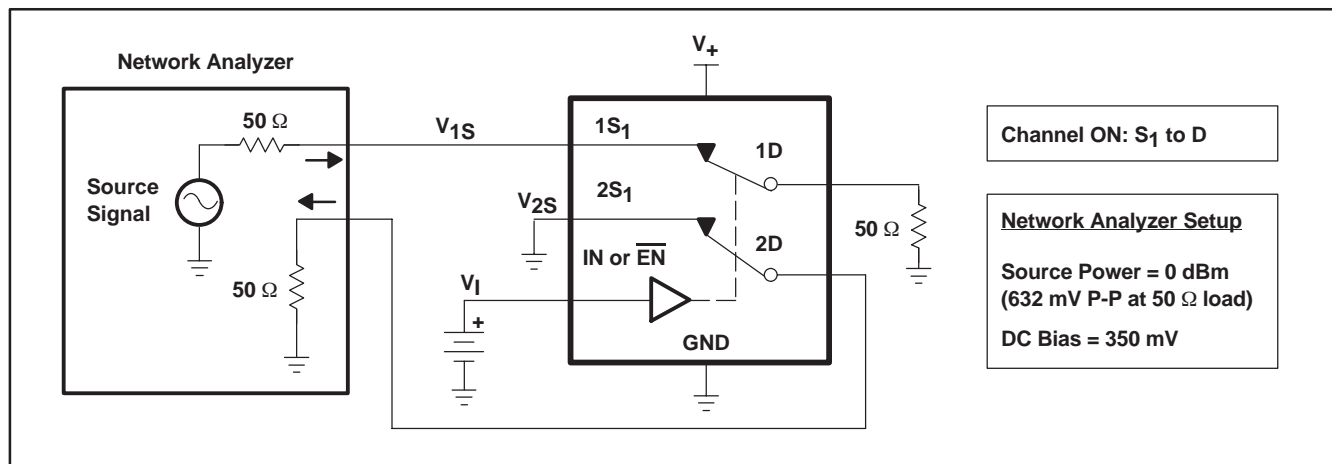 Network Analyzer
50 Ω
Source
Signal
50 Ω
V1S
V2S
VI
+
V+
1S1
1D
2S1
2D
IN or E̅N̅
GND
50 Ω
Channel ON: S1 to D
Network Analyzer Setup
Source Power = 0 dBm
(632 mV P-P at 50 Ω load)
DC Bias = 350 mV